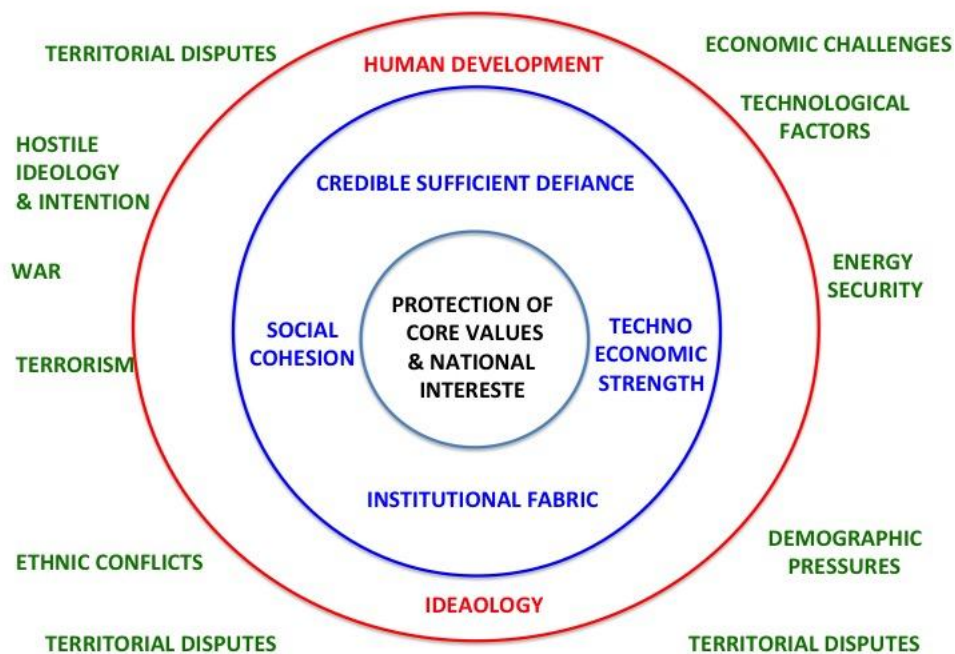 TERRITORIAL DISPUTES
ECONOMIC CHALLENGES
HUMAN DEVELOPMENT
TECHNOLOGICAL
FACTORS
HOSTILE
IDEOLOGY
& INTENTION
CREDIBLE SUFFICIENT DEFIANCE
WAR
ENERGY
SECURITY
PROTECTION OF
CORE VALUES
& NATIONAL
INTERESTE
SOCIAL
COHESION
TECHNO
ECONOMIC
STRENGTH
TERRORISM
INSTITUTIONAL FABRIC
ETHNIC CONFLICTS
DEMOGRAPHIC
PRESSURES
IDEAOLOGY
TERRITORIAL DISPUTES
TERRITORIAL DISPUTES